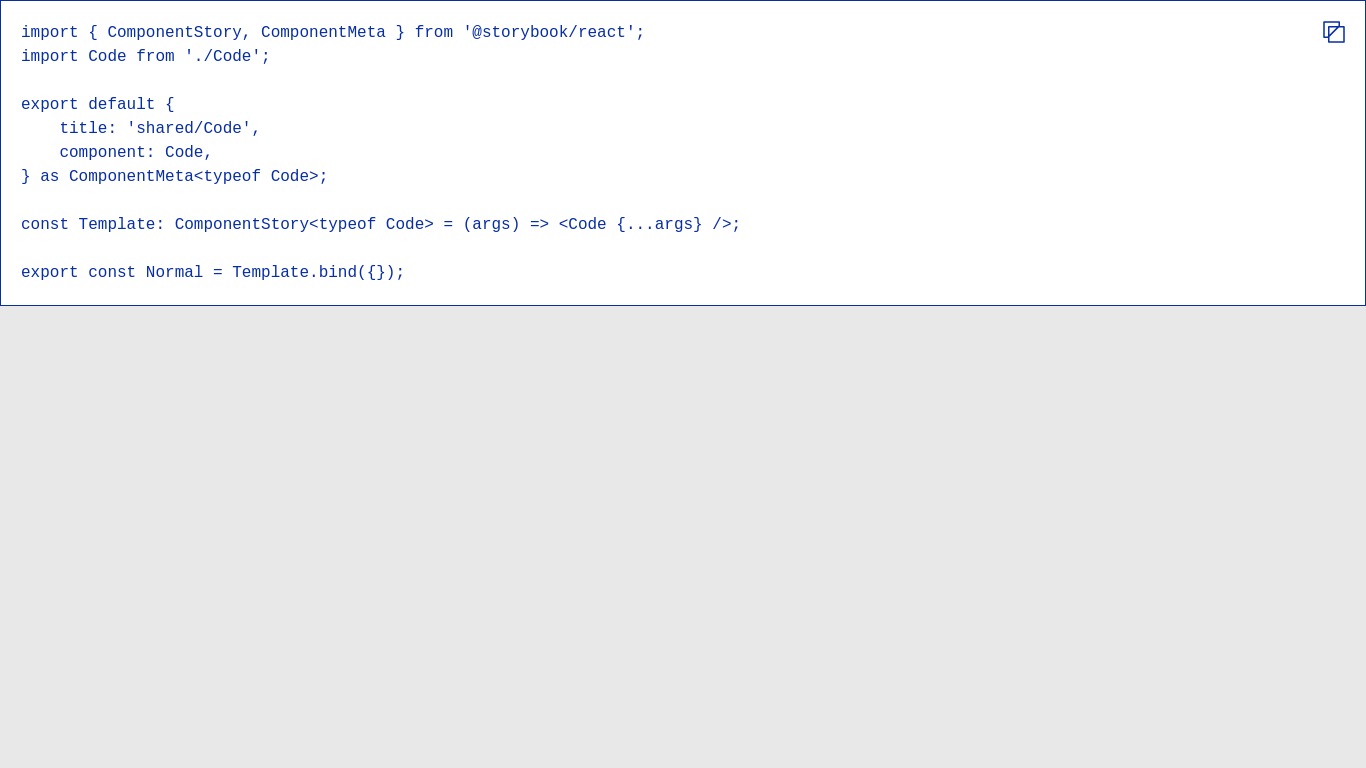 import { ComponentStory, ComponentMeta } from '@storybook/react';
import Code from './Code';

export default {
    title: 'shared/Code',
    component: Code,
} as ComponentMeta<typeof Code>;

const Template: ComponentStory<typeof Code> = (args) => <Code {...args} />;

export const Normal = Template.bind({});